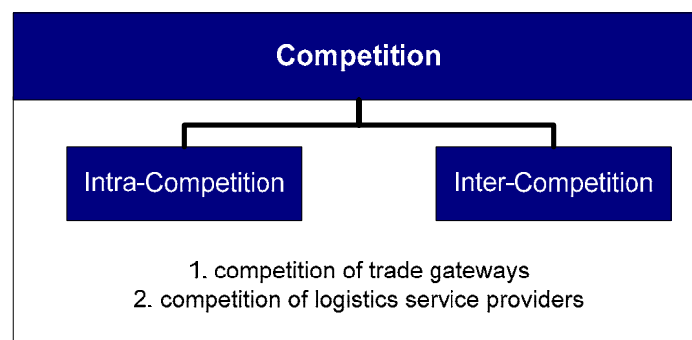 Competition
Intra-Competition
Inter-Competition
1. competition of trade gateways
2. competition of logistics service providers